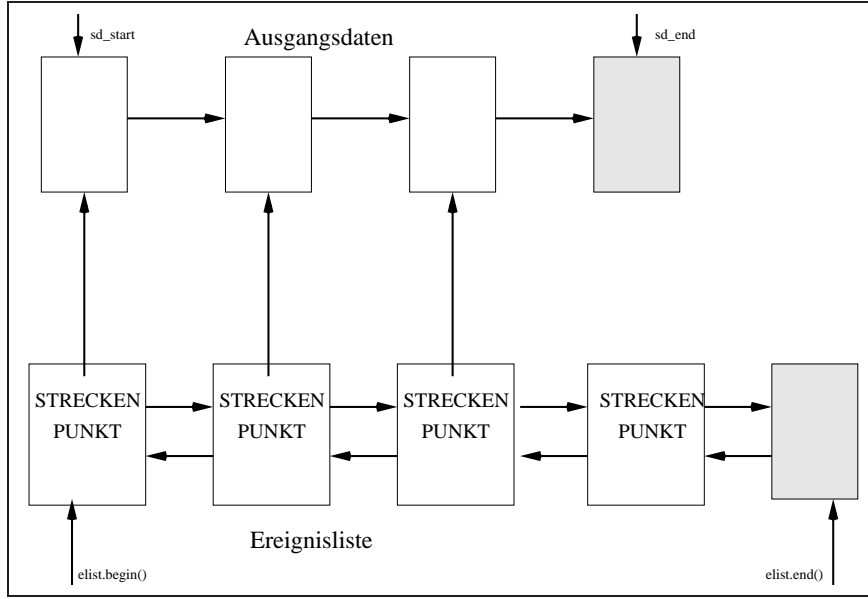 sd_start
Ausgangsdaten
sd_end
STRECKEN
PUNKT
STRECKEN
PUNKT
STRECKEN
PUNKT
STRECKEN
PUNKT
Ereignisliste
elist.begin()
elist.end()